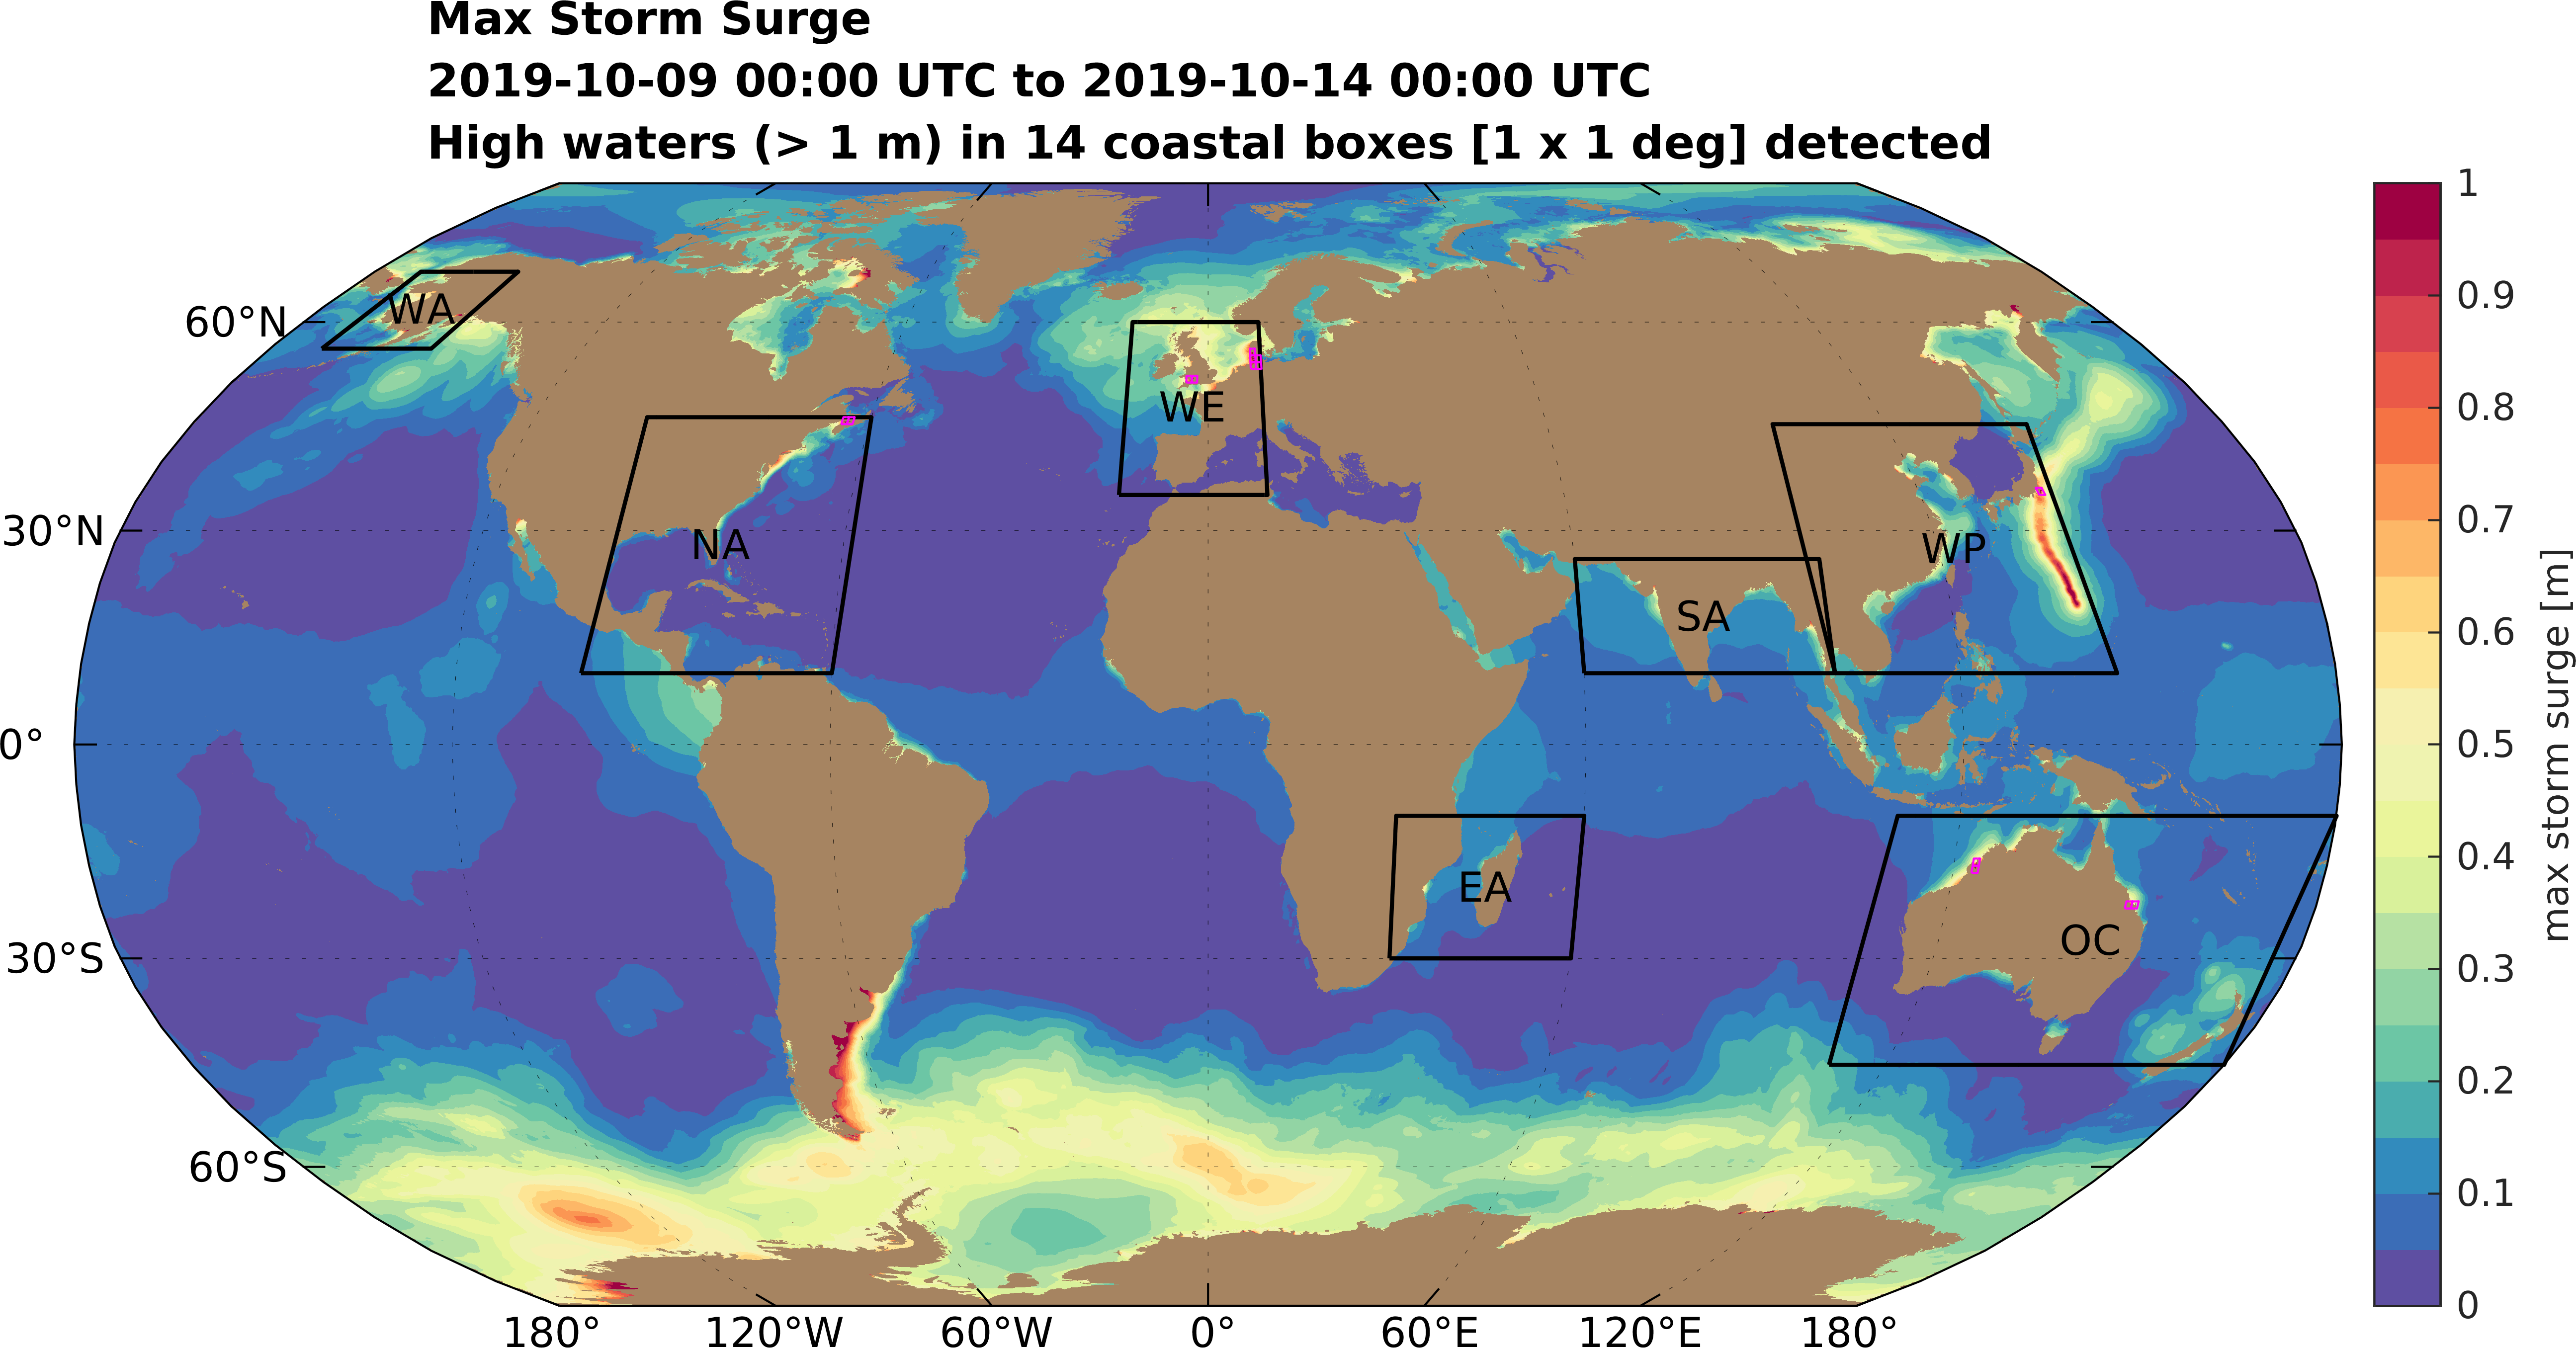 Max Storm Surge
2019-10-09 00:00 UTC to 2019-10-14 00:00 UTC
High waters (> 1 m) in 14 coastal boxes [1 x 1 deg] detected
1
0.9
0.8
0.7
0.6
0.5
0.4
0.3
0.2
0.1
0
max storm surge [m]
60°N
30°N
0°
30°S
60°S
WA
WE
NA
WP
SA
EA
OC
180°
120°W
60°W
0°
60°E
120°E
180°